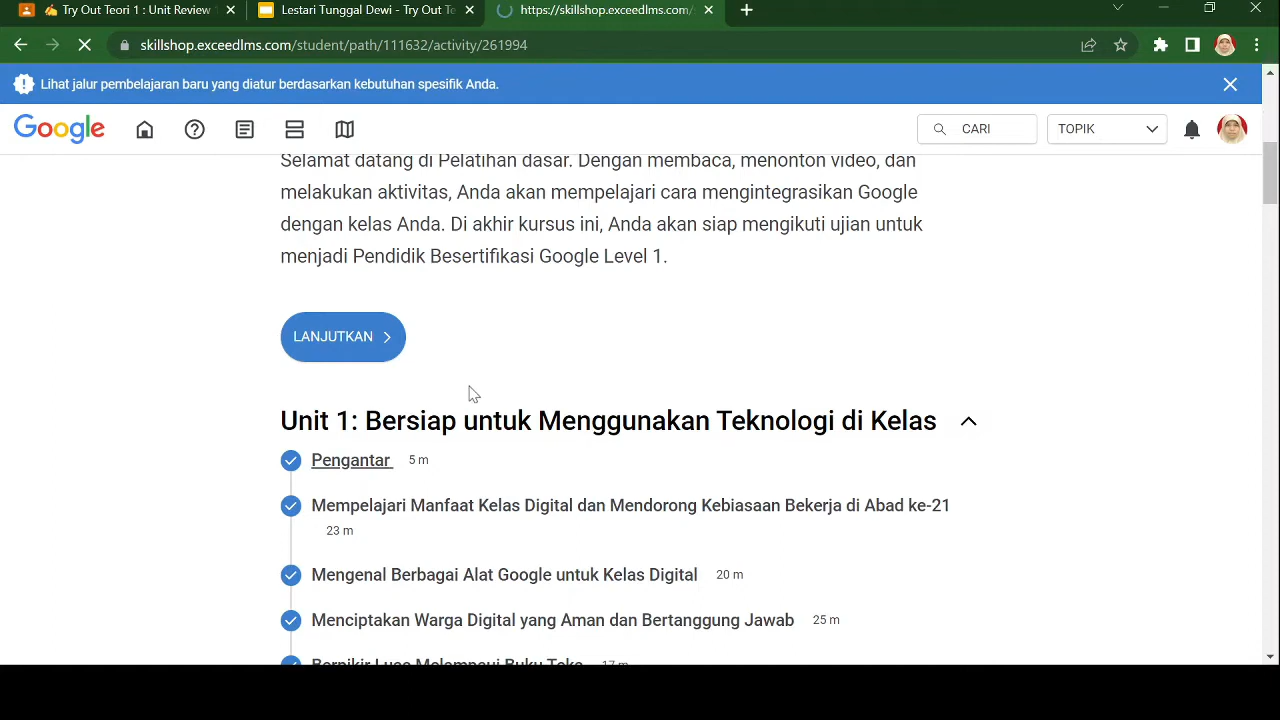 Try Out Teori 1 : Unit Review
Lestari Tunggal Dewi - Try Out Te
https://skillshop.exceedlms.com/
skillshop.exceedlms.com/student/path/111632/activity/261994
Lihat jalur pembelajaran baru yang diatur berdasarkan kebutuhan spesifik Anda.
Google
CARI
TOPIK
Selamat datang di Pelatihan dasar. Dengan membaca, menonton video, dan
melakukan aktivitas, Anda akan mempelajari cara mengintegrasikan Google
dengan kelas Anda. Di akhir kursus ini, Anda akan siap mengikuti ujian untuk
menjadi Pendidik Besertifikasi Google Level 1.
LANJUTKAN
Unit 1: Bersiap untuk Menggunakan Teknologi di Kelas
Pengantar 5 m
Mempelajari Manfaat Kelas Digital dan Mendorong Kebiasaan Bekerja di Abad ke-21
23 m
Mengenal Berbagai Alat Google untuk Kelas Digital 20 m
Menciptakan Warga Digital yang Aman dan Bertanggung Jawab 25 m
Berpikir Luas Melampaui Buku Teks 17 m